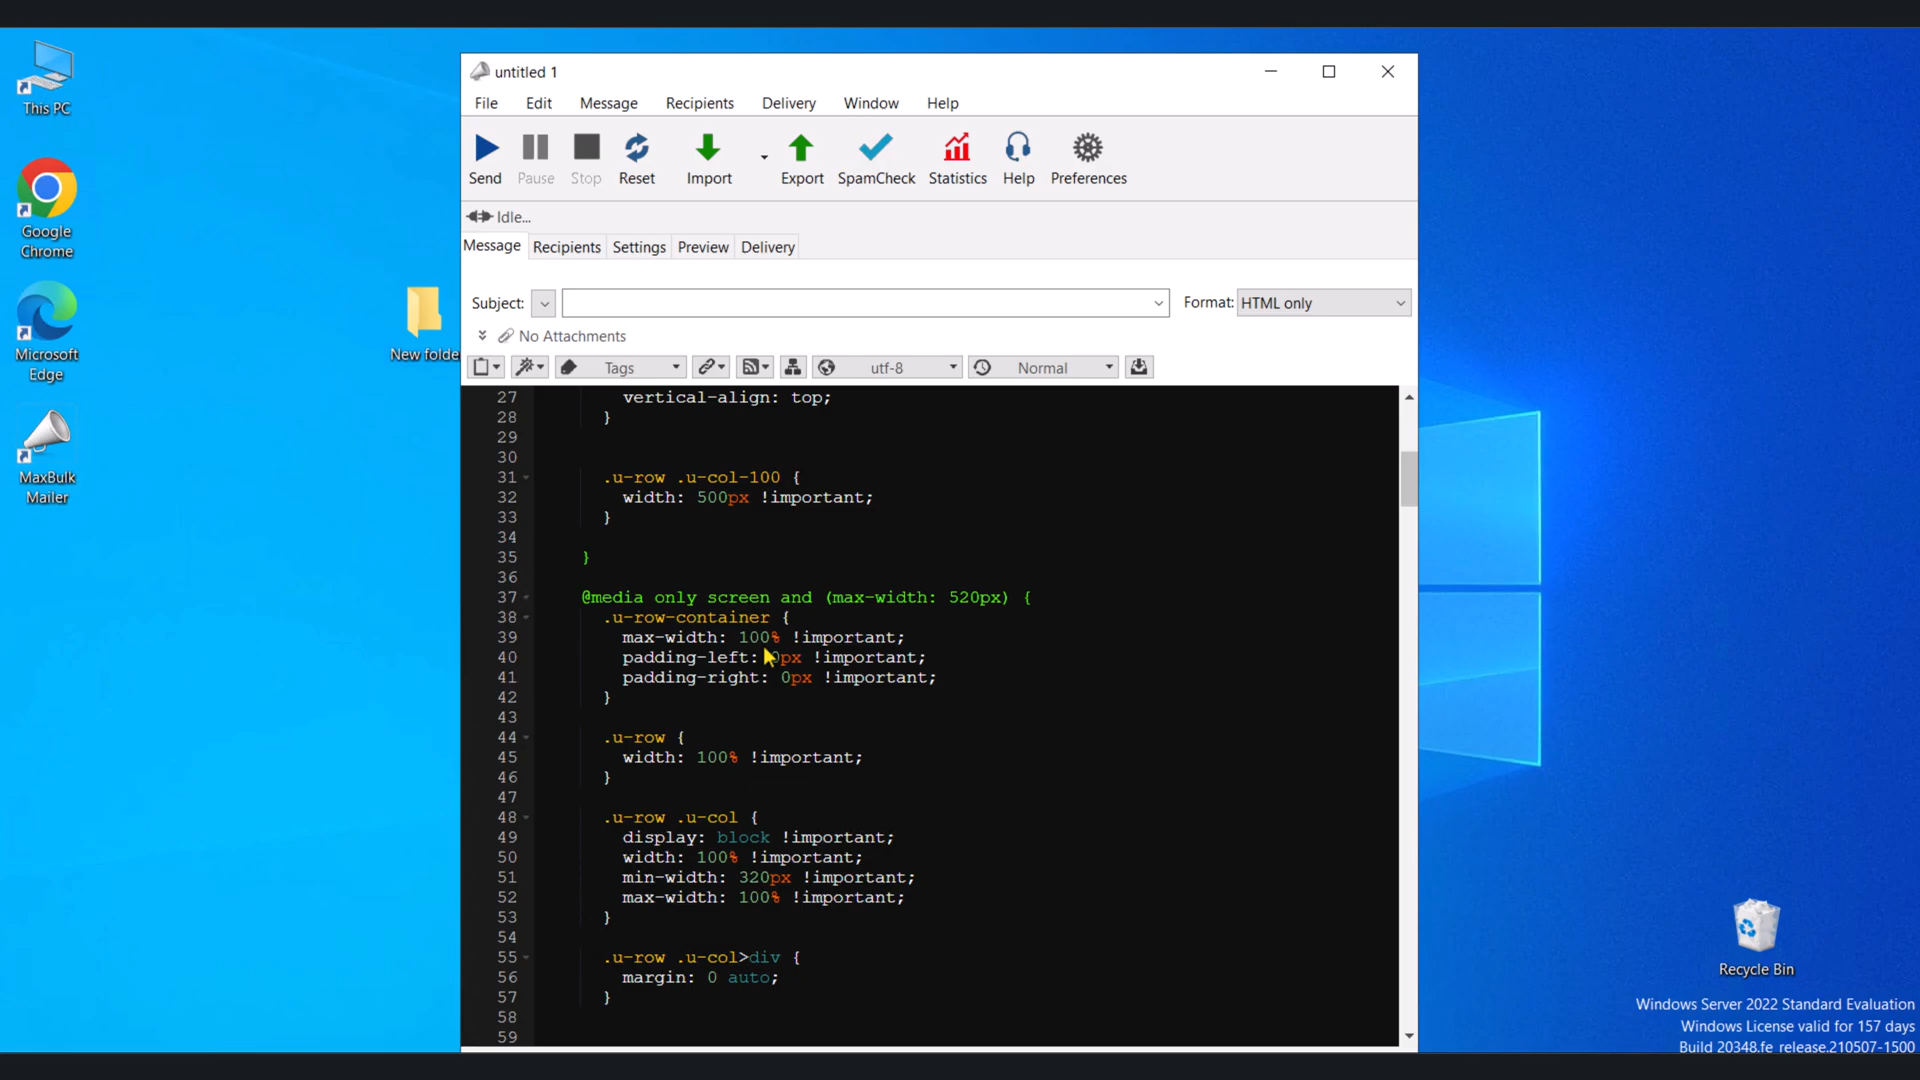 This PC
Google
Chrome
Microsoft
Edge
MaxBulk
Mailer
New folde
untitled 1
File Edit Message Recipients Delivery Window Help
Send Pause Stop Reset Import Export SpamCheck Statistics Help Preferences
Idle...
Message Recipients Settings Preview Delivery
Subject: Format: HTML only
No Attachments
Tags utf-8 Normal
27 vertical-align: top;
28 }
29
30
31 .u-row .u-col-100 {
32 width: 500px !important;
33 }
34
35 }
36
37 @media only screen and (max-width: 520px) {
38 .u-row-container {
39 max-width: 100% !important;
40 padding-left: 0px !important;
41 padding-right: 0px !important;
42 }
43
44 .u-row {
45 width: 100% !important;
46 }
47
48 .u-row .u-col {
49 display: block !important;
50 width: 100% !important;
51 min-width: 320px !important;
52 max-width: 100% !important;
53 }
54
55 .u-row .u-col>div {
56 margin: 0 auto;
57 }
58
59
Recycle Bin
Windows Server 2022 Standard Evaluation
Windows License valid for 157 days
Build 20348.fe_release.210507-1500